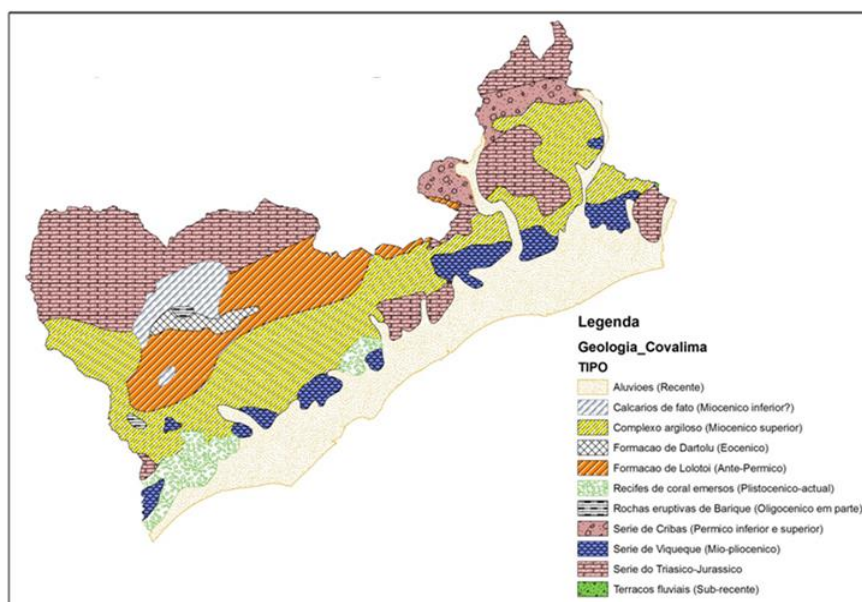 Legenda
Geologia_Covalima
TIPO
Aluvioes (Recente)
Calcarios de fato (Miocenico inferior?)
Complexo argiloso (Miocenico superior)
Formacao de Dartolu (Eocenico)
Formacao de Lolotoi (Ante-Permico)
Recifes de coral emersos (Plistocenico-actual)
Rochas eruptivas de Barique (Oligocenico em parte)
Serie de Cribas (Permico inferior e superior)
Serie de Viqueque (Mio-pliocenico)
Serie do Triasico-Jurassico
Terracos fluviais (Sub-recente)